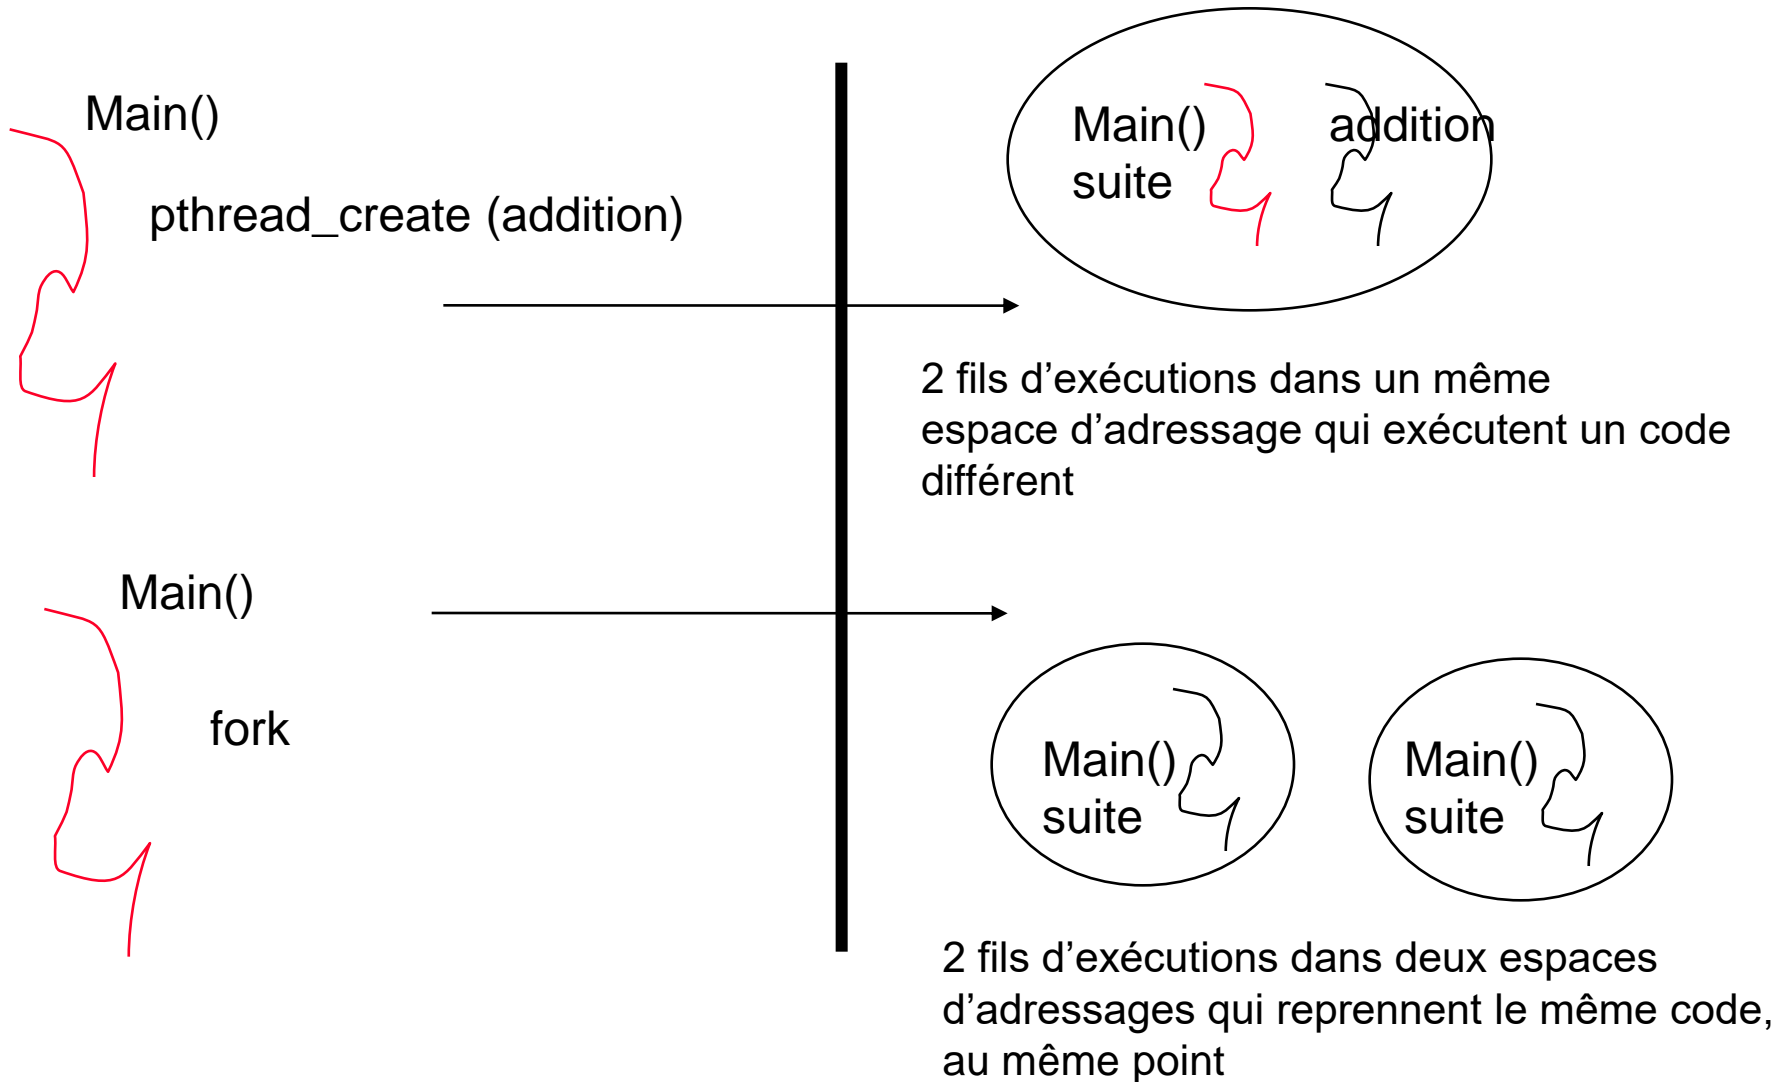 Main()
pthread_create (addition)
Main()
suite
addition
2 fils d’exécutions dans un même
espace d’adressage qui exécutent un code
différent
Main()
fork
Main()
suite
Main()
suite
2 fils d’exécutions dans deux espaces
d’adressages qui reprennent le même code,
au même point